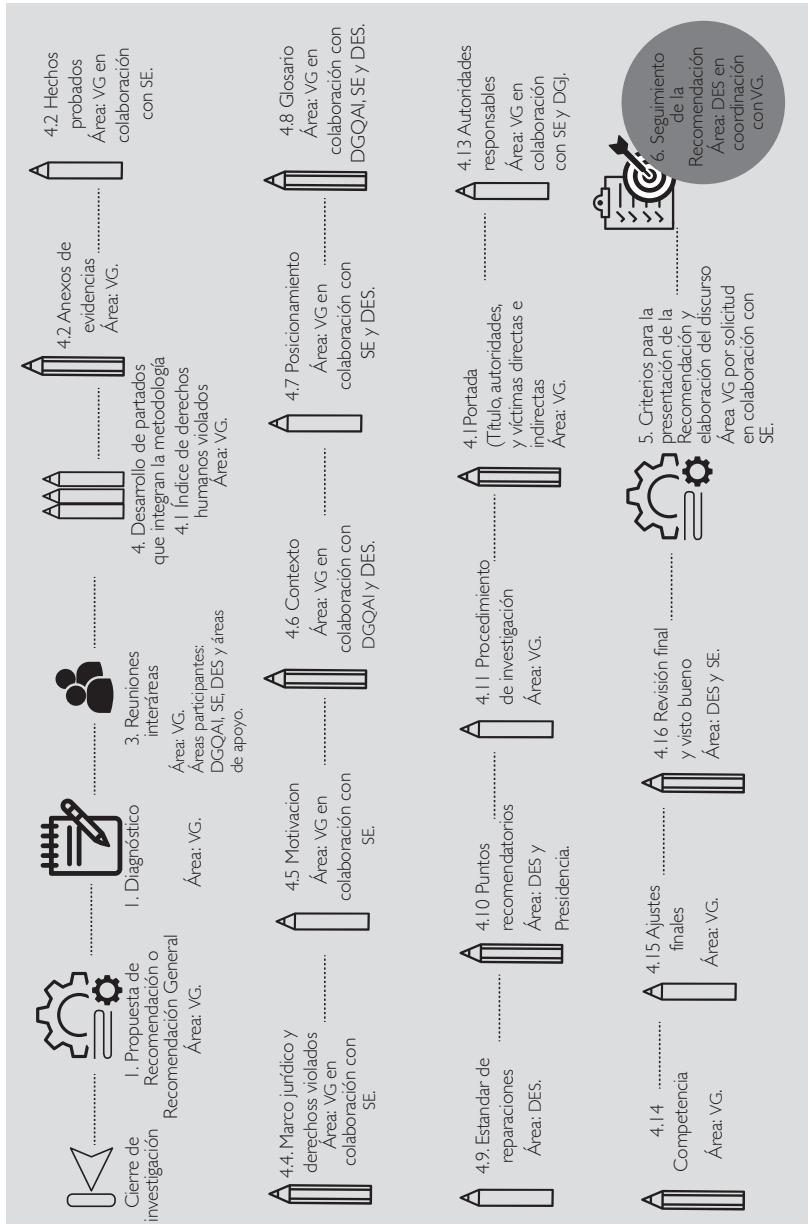 Cierre de
investigación
1. Propuesta de
Recomendación o
Recomendación General
Área: VG.
1. Diagnóstico
Área: VG.
3. Reuniones
interáreas
Área: VG.
Áreas participantes:
DGQAI, SE, DES y áreas
de apoyo.
4. Desarrollo de partados
que integran la metodología
4.1 Índice de derechos
humanos violados
Área: VG.
4.2 Anexos de
evidencias
Área: VG.
4.2 Hechos
probados
Área: VG en
colaboración
con SE.
4.4. Marco jurídico y
derechoss violados
Área: VG en
colaboración con
SE.
4.5 Motivacion
Área: VG en
colaboración con
SE.
4.6 Contexto
Área: VG en
colaboración con
DGQAI y DES.
4.7 Posicionamiento
Área: VG en
colaboración con
SE y DES.
4.8 Glosario
Área: VG en
colaboración con
DGQAI, SE y DES.
4.9. Estandar de
reparaciones
Área: DES.
4.10 Puntos
recomendatorios
Área: DES y
Presidencia.
4.11 Procedimiento
de investigación
Área: VG.
4.1Portada
(Título, autoridades,
y víctimas directas e
indirectas
Área: VG.
4.13 Autoridades
responsables
Área: VG en
colaboración
con SE y DGJ.
4.14
Competencia
Área: VG.
4.15 Ajustes
finales
Área: VG.
4.16 Revisión final
y visto bueno
Área: DES y SE.
5. Criterios para la
presentación de la
Recomendación y
elaboración del discurso
Área VG por solicitud
en colaboración con
SE.
6. Seguimiento
de la
Recomendación
Área: DES en
coordinación
con VG.